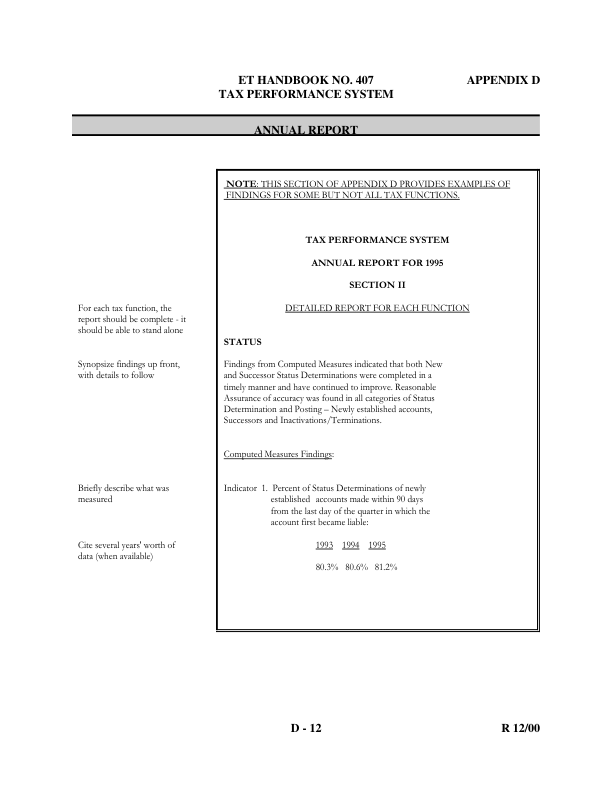 ET HANDBOOK NO. 407 APPENDIX D
TAX PERFORMANCE SYSTEM
ANNUAL REPORT
NOTE: THIS SECTION OF APPENDIX D PROVIDES EXAMPLES OF
FINDINGS FOR SOME BUT NOT ALL TAX FUNCTIONS.
TAX PERFORMANCE SYSTEM
ANNUAL REPORT FOR 1995
SECTION II
DETAILED REPORT FOR EACH FUNCTION
For each tax function, the
report should be complete - it
should be able to stand alone
STATUS
Synopsize findings up front,
with details to follow
Findings from Computed Measures indicated that both New
and Successor Status Determinations were completed in a
timely manner and have continued to improve. Reasonable
Assurance of accuracy was found in all categories of Status
Determination and Posting – Newly established accounts,
Successors and Inactivations/Terminations.
Computed Measures Findings:
Briefly describe what was
measured
Indicator 1. Percent of Status Determinations of newly
established accounts made within 90 days
from the last day of the quarter in which the
account first became liable:
Cite several years' worth of
data (when available)
1993 1994 1995
80.3% 80.6% 81.2%
D - 12 R 12/00